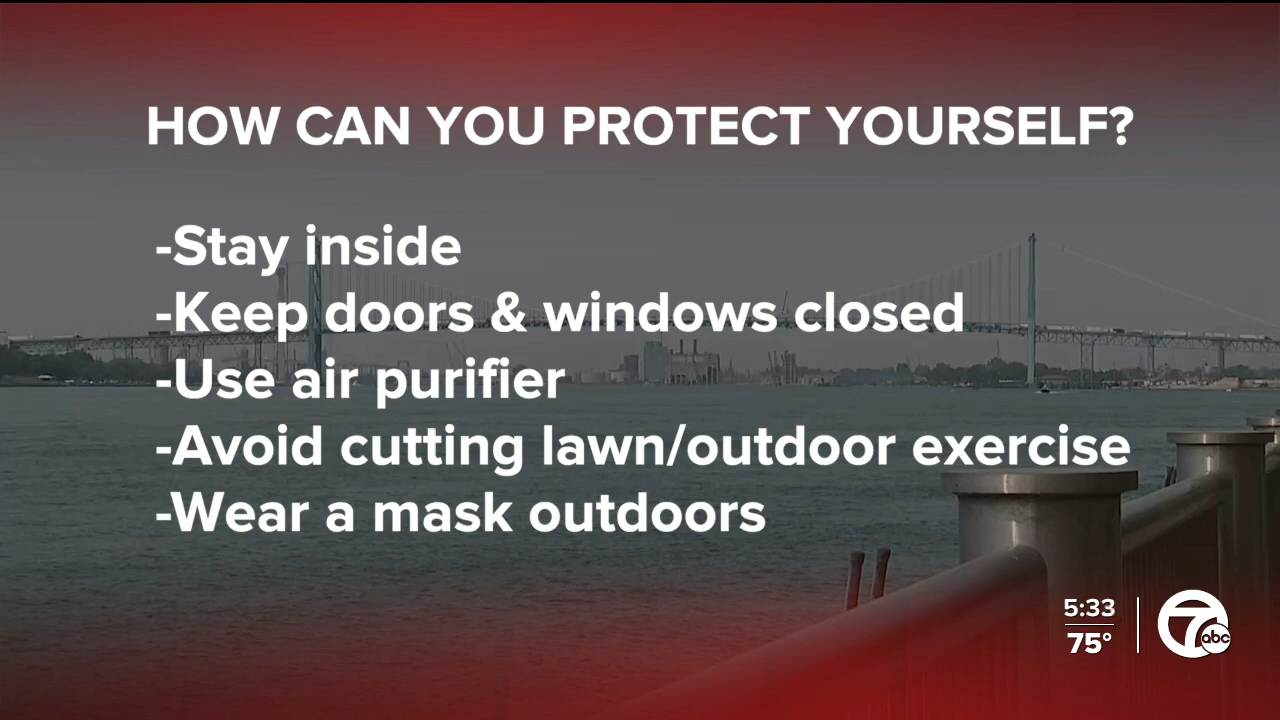 HOW CAN YOU PROTECT YOURSELF?
-Stay inside
-Keep doors & windows closed
-Use air purifier
-Avoid cutting lawn/outdoor exercise
-Wear a mask outdoors
5:33
75°
7 abc